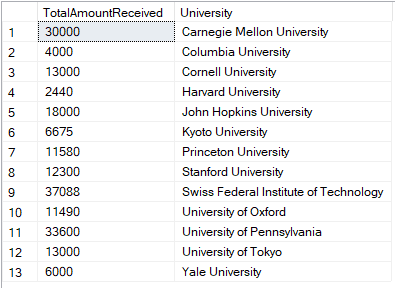 TotalAmountReceived University
1 30000 Carnegie Mellon University
2 4000 Columbia University
3 13000 Cornell University
4 2440 Harvard University
5 18000 John Hopkins University
6 6675 Kyoto University
7 11580 Princeton University
8 12300 Stanford University
9 37088 Swiss Federal Institute of Technology
10 11490 University of Oxford
11 33600 University of Pennsylvania
12 13000 University of Tokyo
13 6000 Yale University